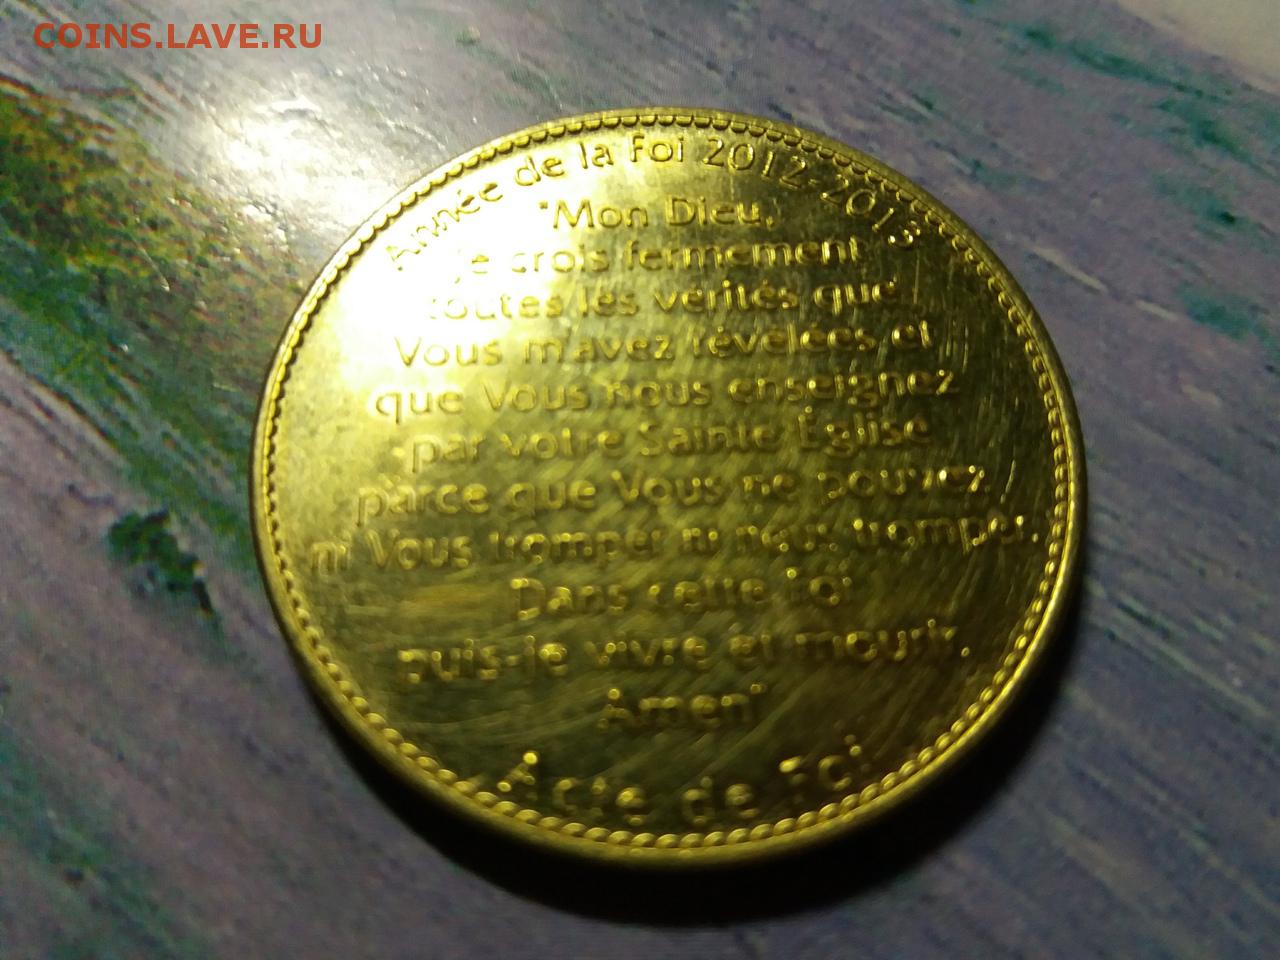 COINS.LAVE.RU
Année de la Foi 2012-2013
"Mon Dieu,
je crois fermement
toutes les vérités que
Vous m'avez révélées et
que Vous nous enseignez
par votre Sainte Église
parce que Vous ne pouvez
ni Vous tromper ni nous tromper.
Dans cette Foi
puis-je vivre et mourir.
Amen"
Acte de Foi